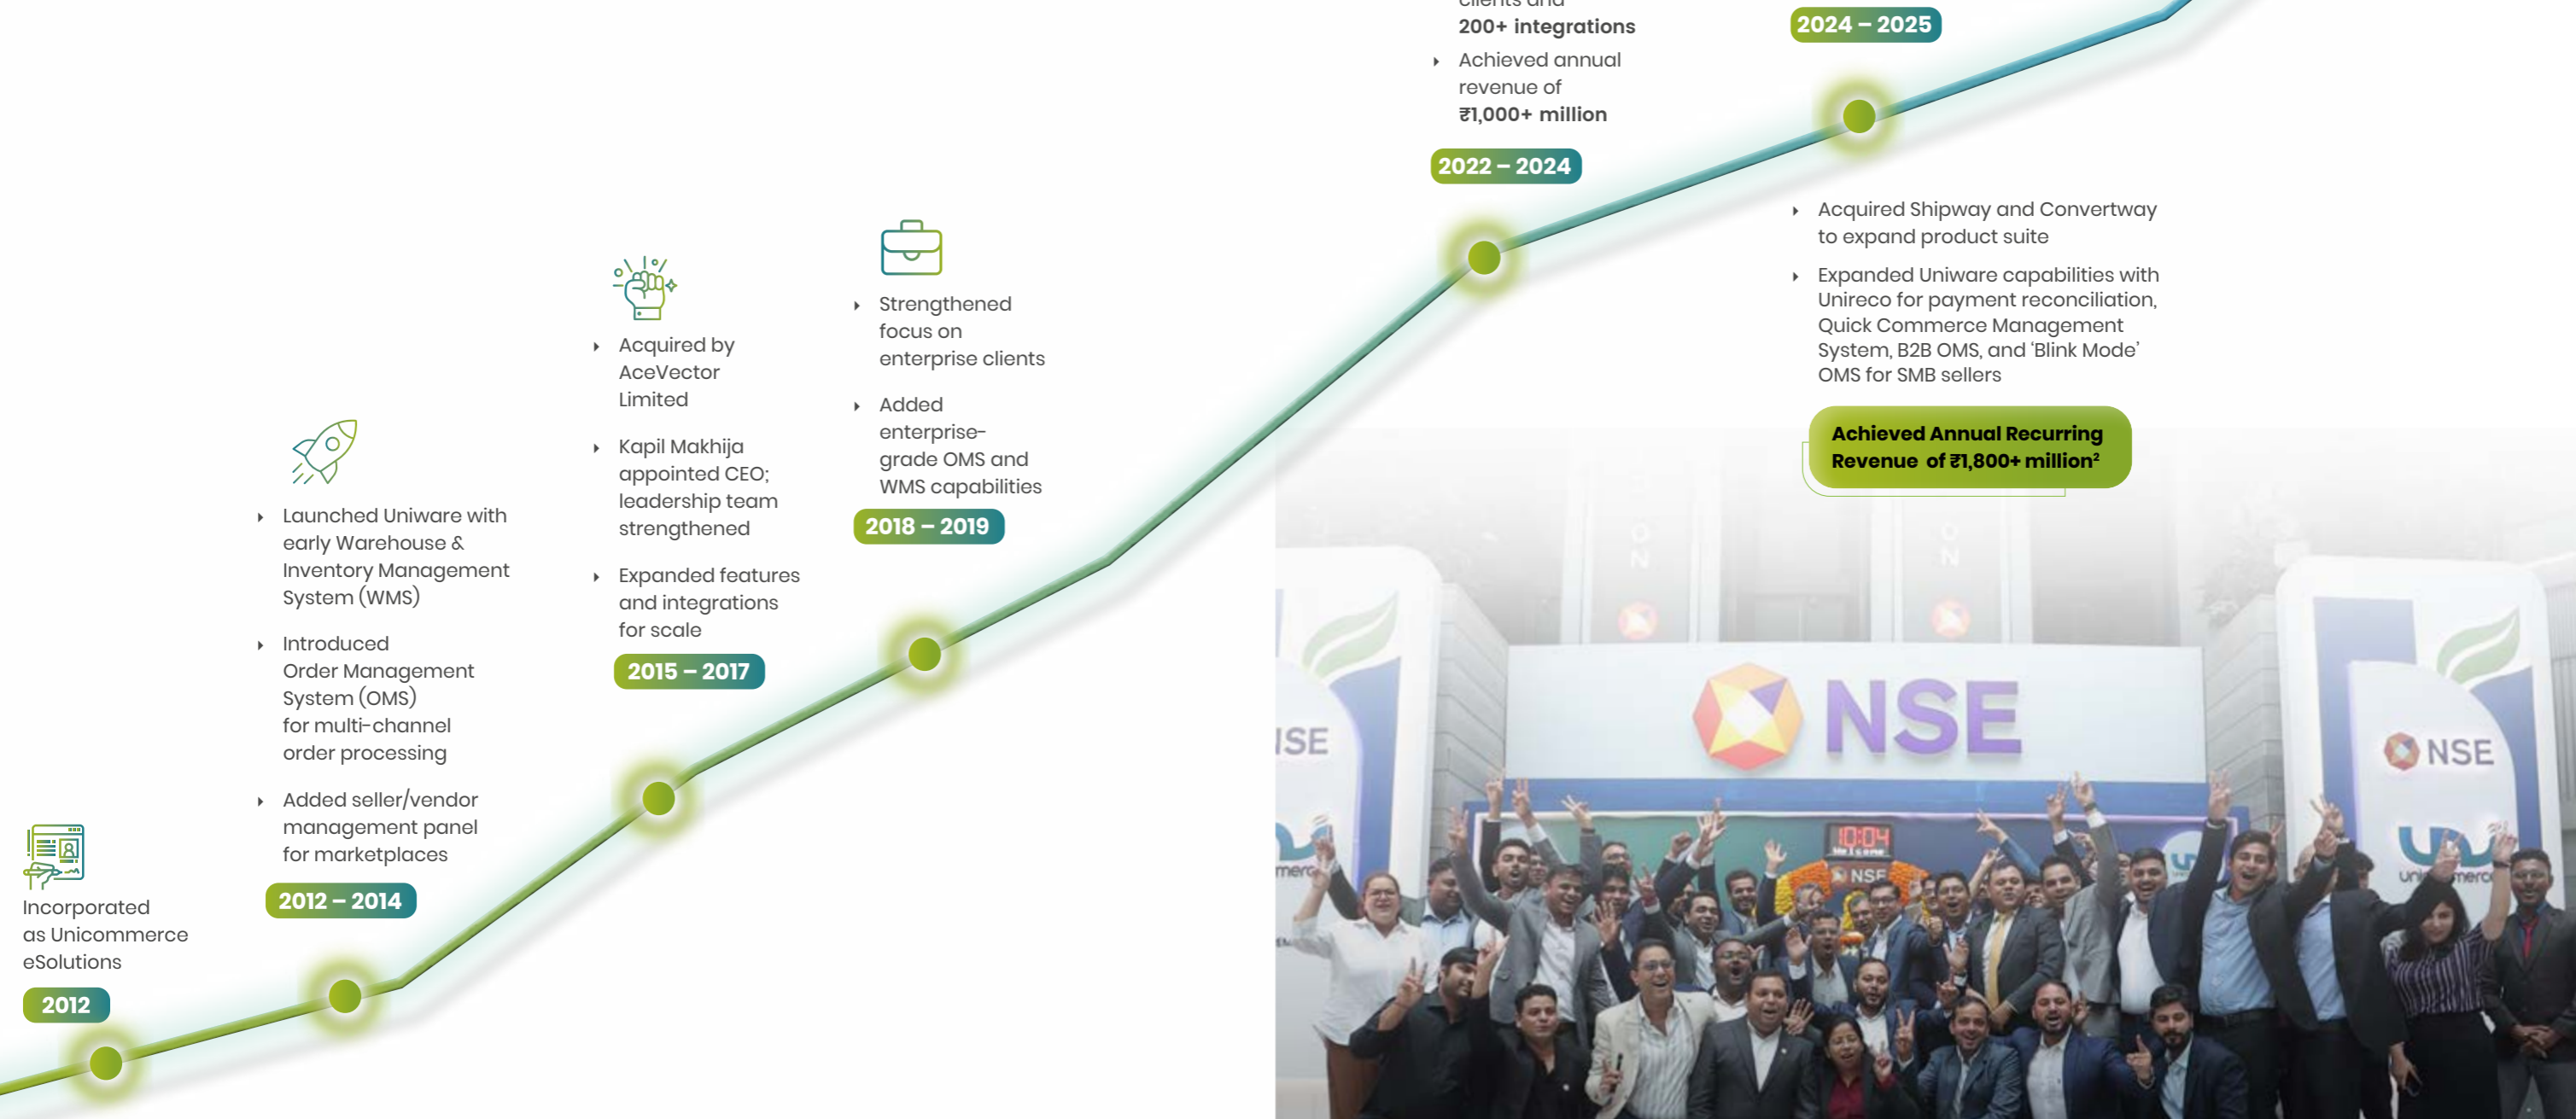 Incorporated
as Unicommerce
eSolutions
2012
Launched Uniware with
early Warehouse &
Inventory Management
System (WMS)
Introduced
Order Management
System (OMS)
for multi-channel
order processing
Added seller/vendor
management panel
for marketplaces
2012 – 2014
Acquired by
AceVector
Limited
Kapil Makhija
appointed CEO;
leadership team
strengthened
Expanded features
and integrations
for scale
2015 – 2017
Strengthened
focus on
enterprise clients
Added
enterprise-
grade OMS and
WMS capabilities
2018 – 2019
clients and
200+ integrations
Achieved annual
revenue of
₹1,000+ million
2022 – 2024
2024 – 2025
Acquired Shipway and Convertway
to expand product suite
Expanded Uniware capabilities with
Unireco for payment reconciliation,
Quick Commerce Management
System, B2B OMS, and ‘Blink Mode’
OMS for SMB sellers
Achieved Annual Recurring
Revenue of ₹1,800+ million²
NSE
NSE
NSE
10:04
Welcome
NSE